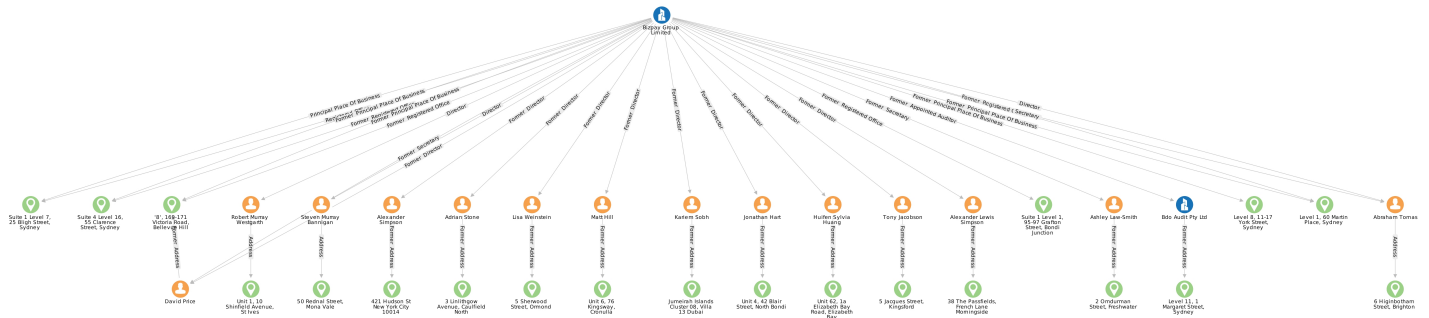 Bizpay Group
Limited
Principal Place Of Business
Former Principal Place Of Business
Former Principal Place Of Business
Former Registered Office
Director
Director
Former Secretary
Former Director
Former Director
Former Director
Former Director
Former Director
Former Director
Former Director
Former Director
Former Director
Former Director
Former Registered Office
Former Secretary
Former Appointed Auditor
Former Principal Place Of Business
Former Principal Place Of Business
Director
Suite 1 Level 7,
25 Bligh Street,
Sydney
Suite 4 Level 16,
55 Clarence
Street, Sydney
'8', 169-171
Victoria Road,
Bellevue Hill
Robert Murray
Westgarth
Steven Murray
Bannigan
Alexander
Simpson
Adrian Stone
Lisa Weinstein
Matt Hill
Kariem Sobh
Jonathan Hart
Huifen Sylvia
Huang
Tony Jacobson
Alexander Lewis
Simpson
Suite 1 Level 1,
95-97 Grafton
Street, Bondi
Junction
Ashley Law-Smith
Bdo Audit Pty Ltd
Level 8, 11-17
York Street,
Sydney
Level 1, 60 Martin
Place, Sydney
Abraham Tomas
Former Address
Address
Address
Former Address
Former Address
Former Address
Former Address
Former Address
Former Address
Former Address
Former Address
Former Address
Former Address
Former Address
Address
David Price
Unit 1, 10
Shinfield Avenue,
St Ives
50 Rednal Street,
Mona Vale
421 Hudson St
New York City
10014
3 Linlithgow
Avenue, Caulfield
North
5 Sherwood
Street, Ormond
Unit 6, 76
Kingsway,
Cronulla
Jumeirah Islands
Cluster 08, Villa
13 Dubai
Unit 4, 42 Blair
Street, North Bondi
Unit 62, 1a
Elizabeth Bay
Road, Elizabeth
Bay
5 Jacques Street,
Kingsford
38 The Passfields,
French Lane
Morningside
2 Omdurman
Street, Freshwater
Level 11, 1
Margaret Street,
Sydney
6 Higinbotham
Street, Brighton